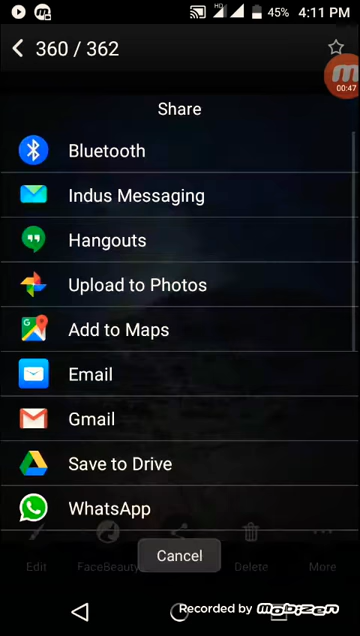 HD 45% 4:11 PM
360 / 362
00:47
Share
Bluetooth
Indus Messaging
Hangouts
Upload to Photos
Add to Maps
Email
Gmail
Save to Drive
WhatsApp
Cancel
Edit FaceBeauty Delete More
Recorded by mobizen